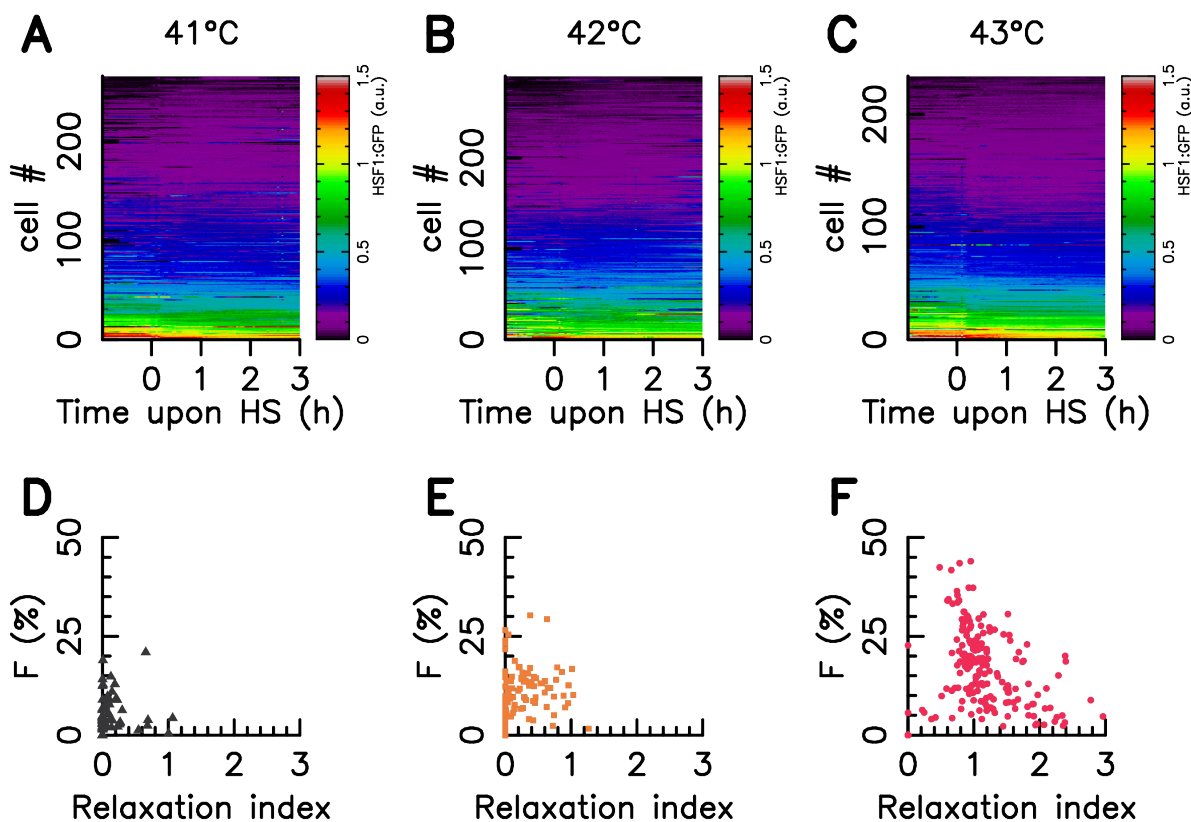 A 41°C
B 42°C
C 43°C
cell #
0 100 200
0 1 2 3
Time upon HS (h)
0 0.5 1 1.5
HSF1:GFP (a.u.)
cell #
0 100 200
0 1 2 3
Time upon HS (h)
0 0.5 1 1.5
HSF1:GFP (a.u.)
cell #
0 100 200
0 1 2 3
Time upon HS (h)
0 0.5 1 1.5
HSF1:GFP (a.u.)
D
F (%)
0 25 50
0 1 2 3
Relaxation index
E
F (%)
0 25 50
0 1 2 3
Relaxation index
F
F (%)
0 25 50
0 1 2 3
Relaxation index